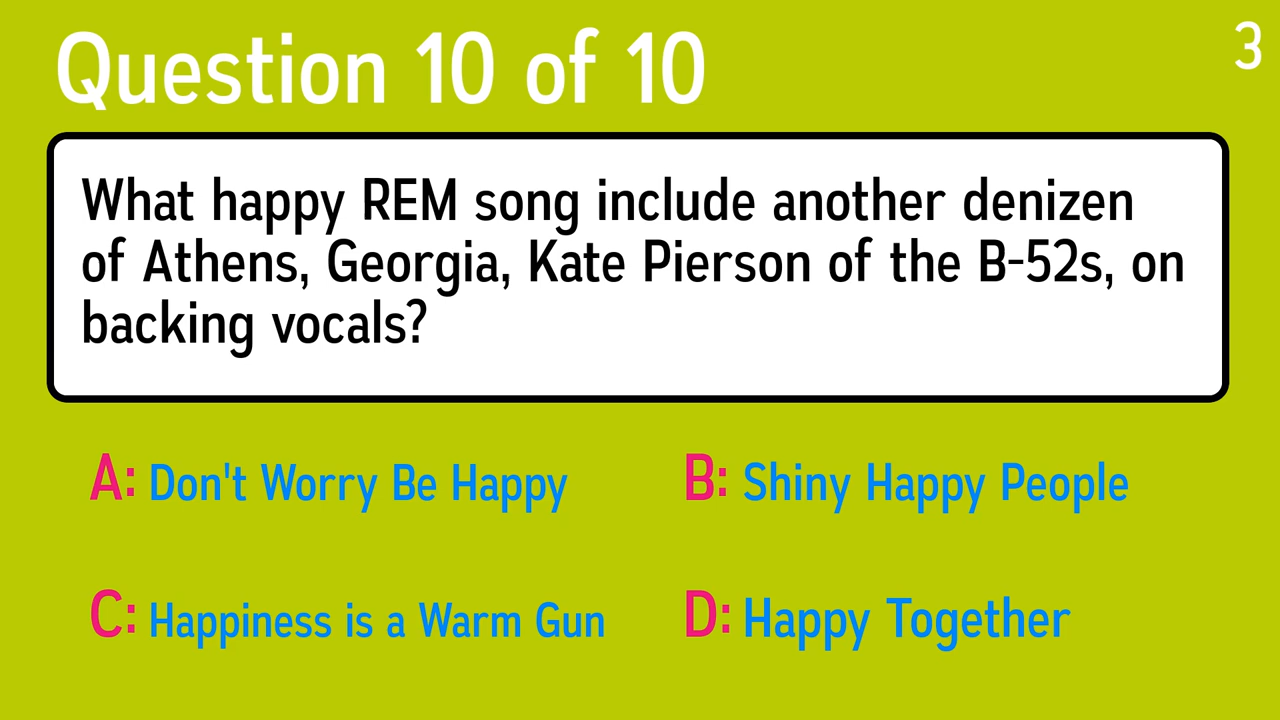 Question 10 of 10
3
What happy REM song include another denizen
of Athens, Georgia, Kate Pierson of the B-52s, on
backing vocals?
A: Don't Worry Be Happy
B: Shiny Happy People
C: Happiness is a Warm Gun
D: Happy Together